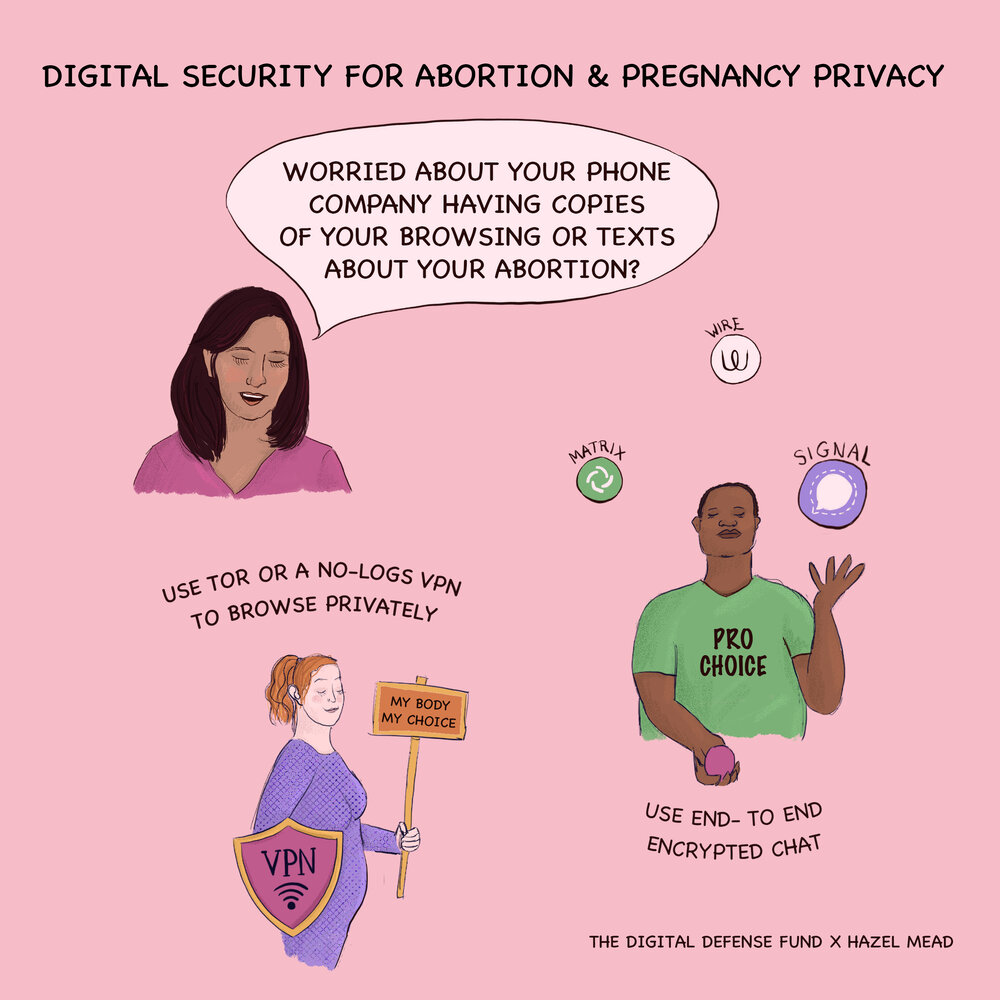 DIGITAL SECURITY FOR ABORTION & PREGNANCY PRIVACY
WORRIED ABOUT YOUR PHONE
COMPANY HAVING COPIES
OF YOUR BROWSING OR TEXTS
ABOUT YOUR ABORTION?
WIRE
W
MATRIX
SIGNAL
PRO
CHOICE
USE TOR OR A NO-LOGS VPN
TO BROWSE PRIVATELY
MY BODY
MY CHOICE
VPN
USE END- TO END
ENCRYPTED CHAT
THE DIGITAL DEFENSE FUND X HAZEL MEAD